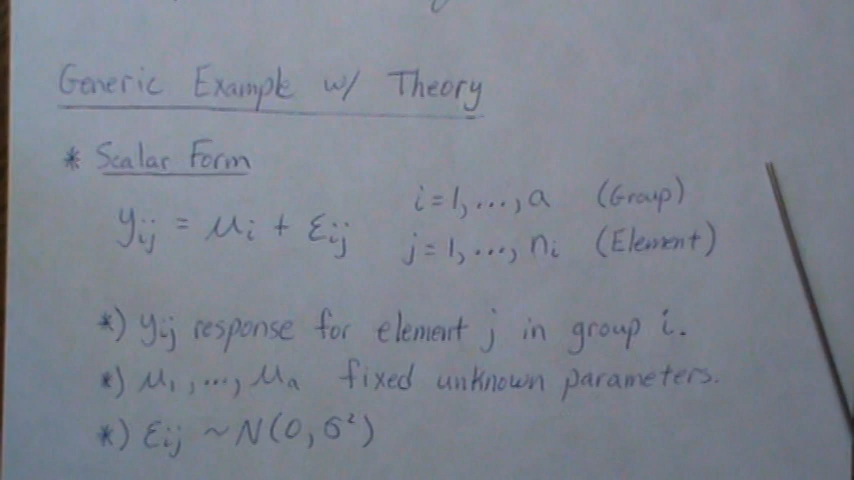 Generic Example w/ Theory
* Scalar Form
yij = μi + εij
i = 1, ..., a (Group)
j = 1, ..., ni (Element)
*) yij response for element j in group i.
*) μ1, ..., μa fixed unknown parameters.
*) εij ~ N(0, σ²)